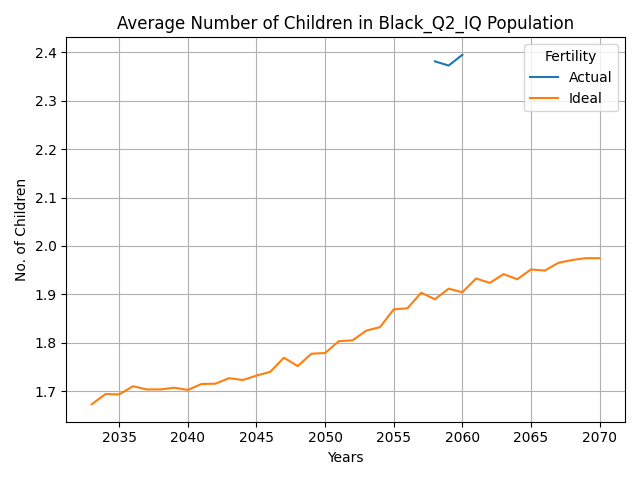 Average Number of Children in Black_Q2_IQ Population
Fertility
Actual
Ideal
No. of Children
2.4
2.3
2.2
2.1
2.0
1.9
1.8
1.7
2035 2040 2045 2050 2055 2060 2065 2070
Years